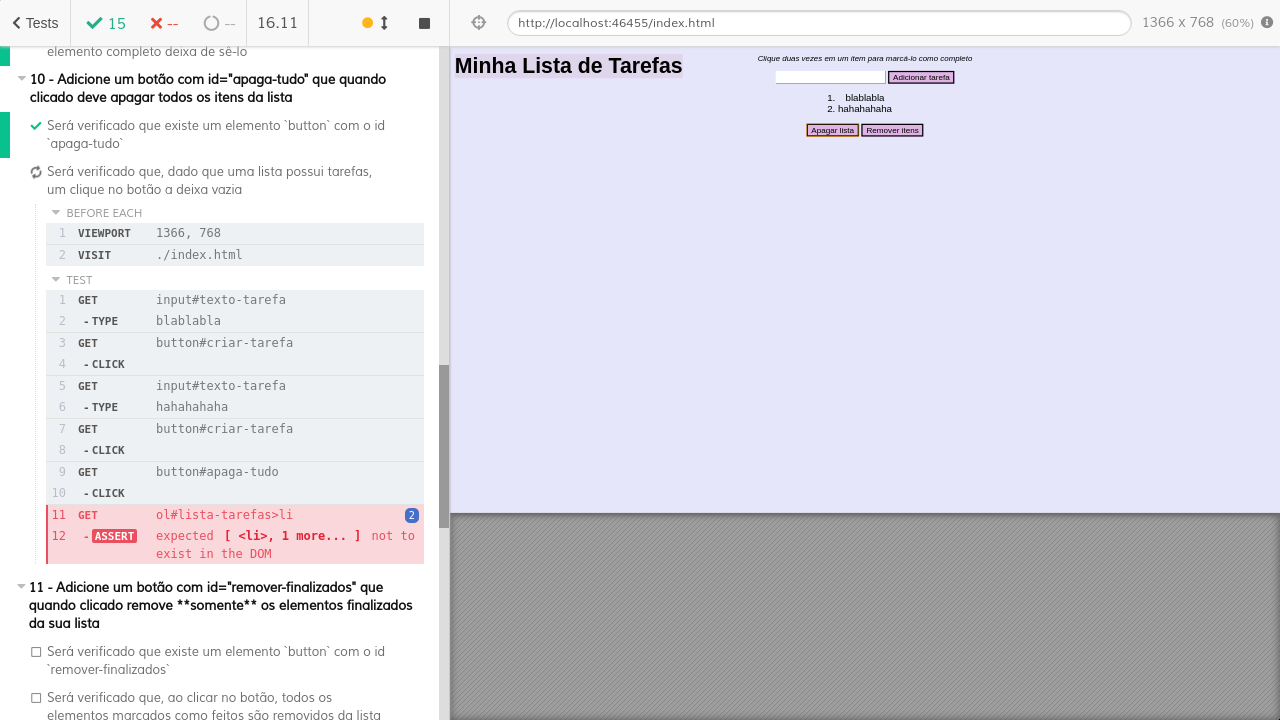 Tests
15
--
--
16.11
http://localhost:46455/index.html
1366 x 768 (60%)
elemento completo deixa de sê-lo
10 - Adicione um botão com id="apaga-tudo" que quando
clicado deve apagar todos os itens da lista
Será verificado que existe um elemento `button` com o id
`apaga-tudo`
Será verificado que, dado que uma lista possui tarefas,
um clique no botão a deixa vazia
BEFORE EACH
1 VIEWPORT 1366, 768
2 VISIT ./index.html
TEST
1 GET input#texto-tarefa
2 - TYPE blablabla
3 GET button#criar-tarefa
4 - CLICK
5 GET input#texto-tarefa
6 - TYPE hahahahaha
7 GET button#criar-tarefa
8 - CLICK
9 GET button#apaga-tudo
10 - CLICK
11 GET ol#lista-tarefas>li 2
12 - ASSERT expected [ <li>, 1 more... ] not to
exist in the DOM
11 - Adicione um botão com id="remover-finalizados" que
quando clicado remove **somente** os elementos finalizados
da sua lista
Será verificado que existe um elemento `button` com o id
`remover-finalizados`
Será verificado que, ao clicar no botão, todos os
elementos marcados como feitos são removidos da lista
Minha Lista de Tarefas
Clique duas vezes em um item para marcá-lo como completo
Adicionar tarefa
1. blablabla
2. hahahahaha
Apagar lista Remover itens